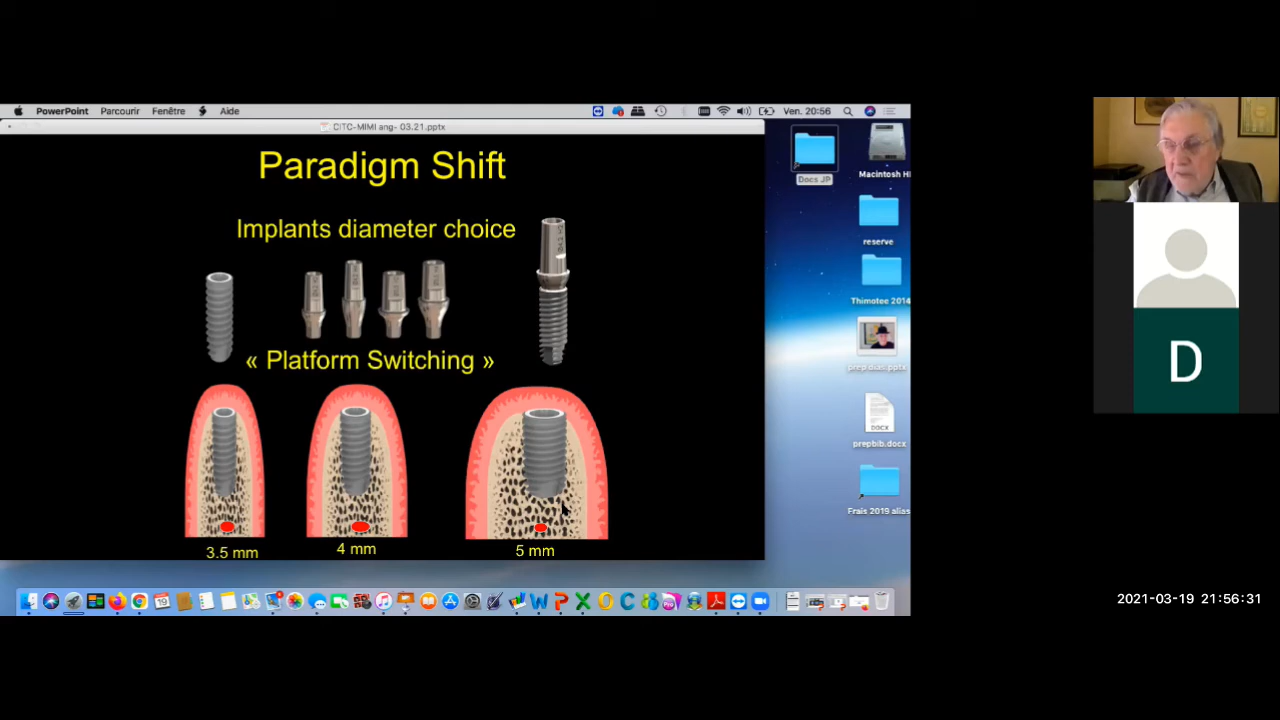 PowerPoint Parcourir Fenêtre Aide
Ven. 20:56
CITC-MIMI ang- 03.21.pptx
Paradigm Shift
Implants diameter choice
« Platform Switching »
3.5 mm
4 mm
5 mm
Docs JP
Macintosh H
reserve
Thimotee 2014
DOCX
prepbib.docx
Frais 2019 alias
D
2021-03-19 21:56:31